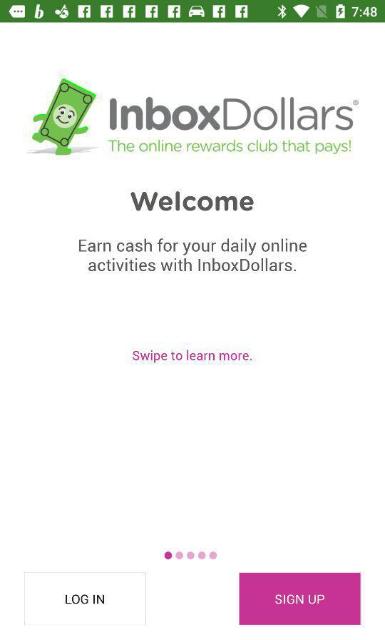 7:48
InboxDollars®
The online rewards club that pays!
Welcome
Earn cash for your daily online
activities with InboxDollars.
Swipe to learn more.
LOG IN
SIGN UP